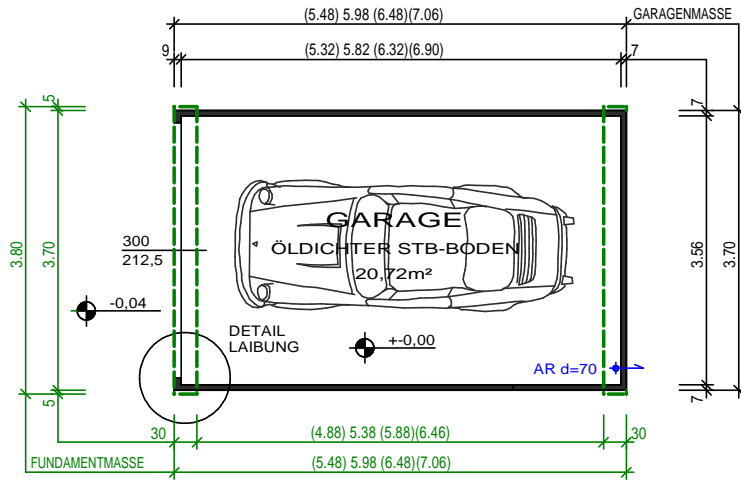 (5.48) 5.98 (6.48)(7.06)
GARAGENMASSE
9
(5.32) 5.82 (6.32)(6.90)
7
5
7
3.80
3.70
3.56
3.70
GARAGE
ÖLDICHTER STB-BODEN
20,72m²
300
212,5
-0,04
+-0,00
DETAIL
LAIBUNG
AR d=70
5
7
30
(4.88) 5.38 (5.88)(6.46)
30
FUNDAMENTMASSE
(5.48) 5.98 (6.48)(7.06)